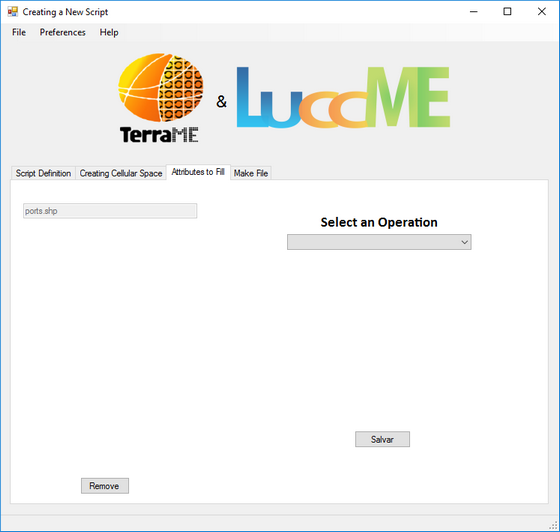 Creating a New Script
File Preferences Help
TerraME & LuccME
Script Definition Creating Cellular Space Attributes to Fill Make File
ports.shp
Select an Operation
Salvar
Remove